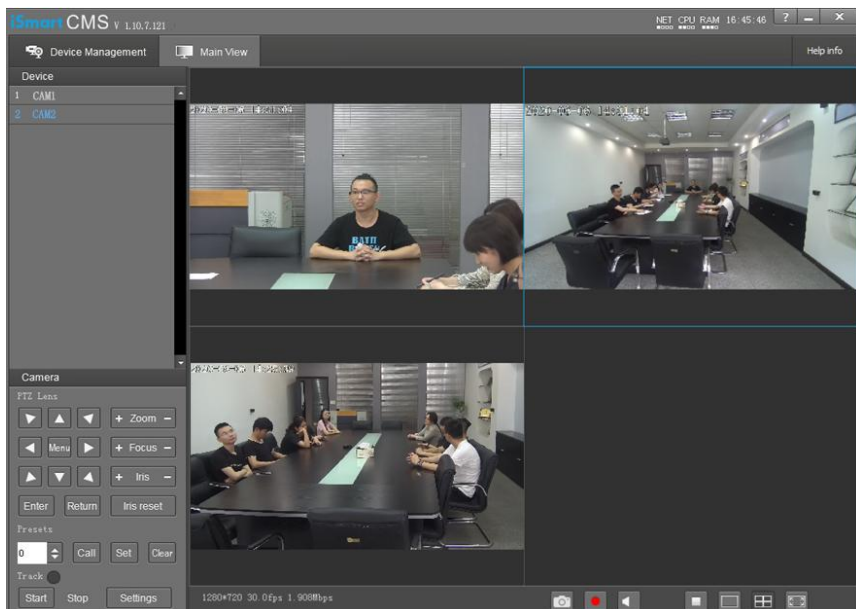 iSmart CMS V 1.10.7.121
NET CPU RAM 16:45:46 ?
Device Management
Main View
Help info
Device
1 CAM1
2 CAM2
Camera
PTZ Lens
+ Zoom -
Menu
+ Focus -
+ Iris -
Enter
Return
Iris reset
Presets
0
Call
Set
Clear
Track
Start
Stop
Settings
1280*720 30.0fps 1.908Mbps